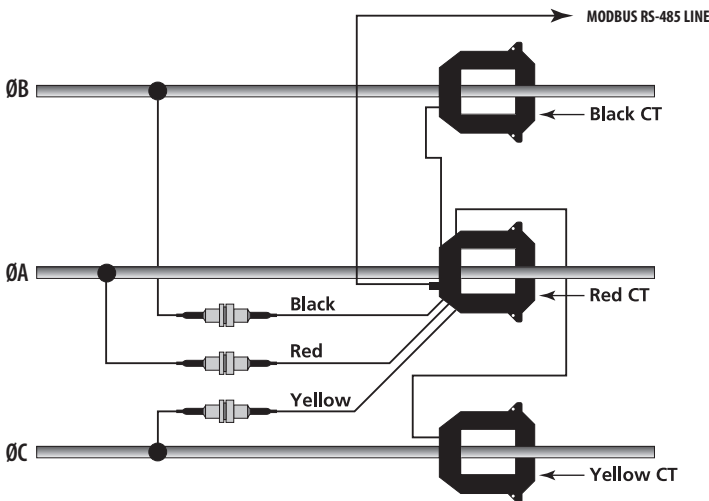 MODBUS RS-485 LINE
ØB
Black CT
ØA
Red CT
Black
Red
Yellow
ØC
Yellow CT